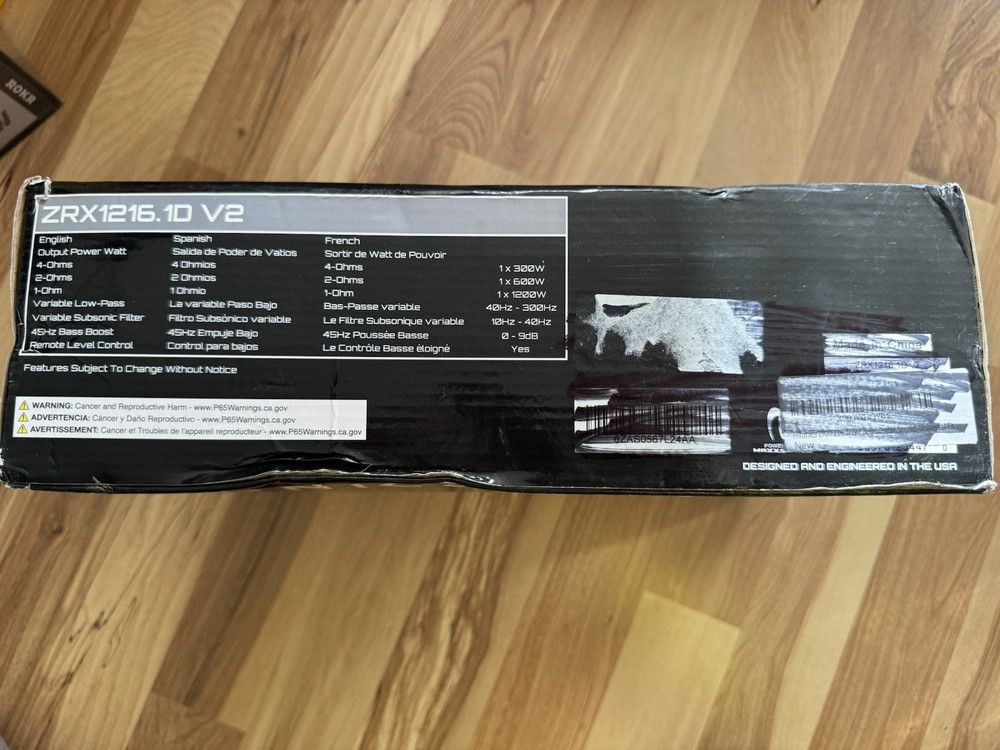 ROKR
ZRX1216.1D V2
English Spanish French
Output Power Watt Salida de Poder de Vatios Sortir de Watt de Pouvoir
4-Ohms 4 Ohmios 4-Ohms 1 x 300W
2-Ohms 2 Ohmios 2-Ohms 1 x 600W
1-Ohm 1 Ohmio 1-Ohm 1 x 1200W
Variable Low-Pass La variable Paso Bajo Bas-Passe variable 40Hz - 300Hz
Variable Subsonic Filter Filtro Subsónico variable Le Filtre Subsonique variable 10Hz - 40Hz
45Hz Bass Boost 45Hz Empuje Bajo 45Hz Poussée Basse 0 - 9dB
Remote Level Control Control para bajos Le Contrôle Basse éloigné Yes
Features Subject To Change Without Notice
WARNING: Cancer and Reproductive Harm - www.P65Warnings.ca.gov
ADVERTENCIA: Cáncer y Daño Reproductivo - www.P65Warnings.ca.gov
AVERTISSEMENT: Cancer et Troubles de l'appareil reproducteur - www.P65Warnings.ca.gov
Made in China
62AS0567L24AA
New
DESIGNED AND ENGINEERED IN THE USA